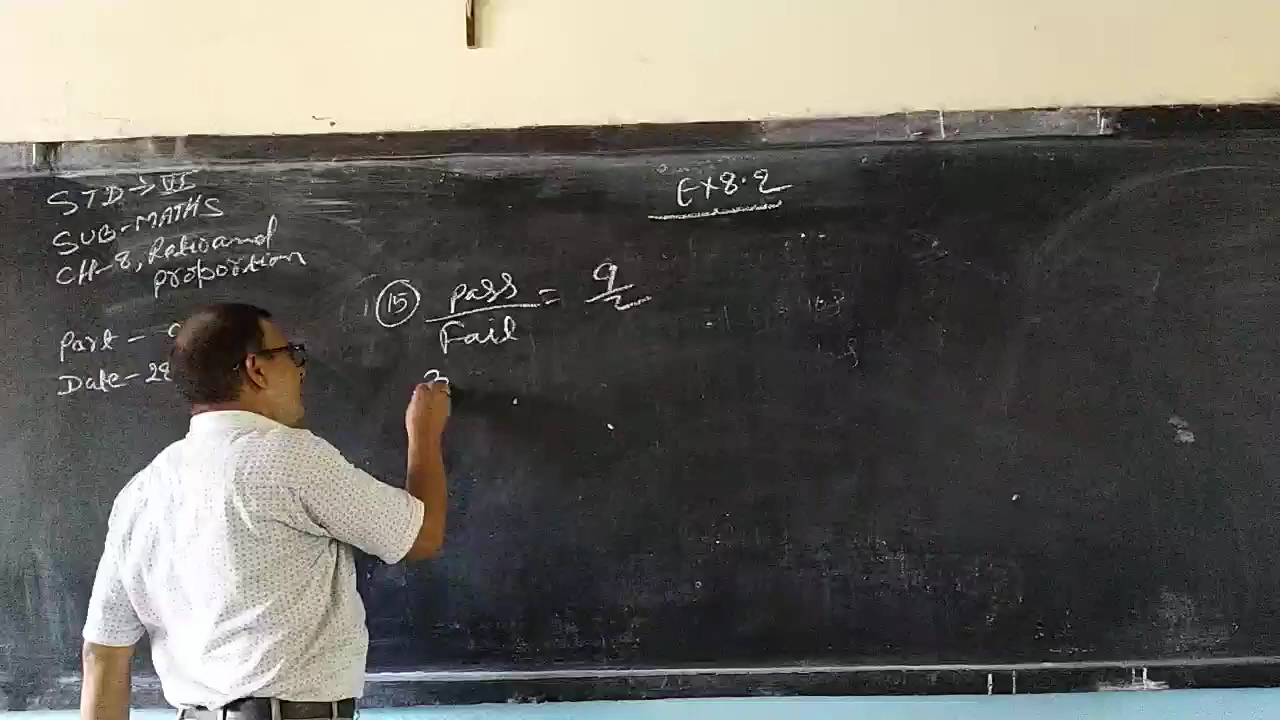 STD → VI
SUB-MATHS
CH-8, Ratio and
proportion
Part -
Date - 28
Ex 8.2
(15) pass/Fail = 9/2